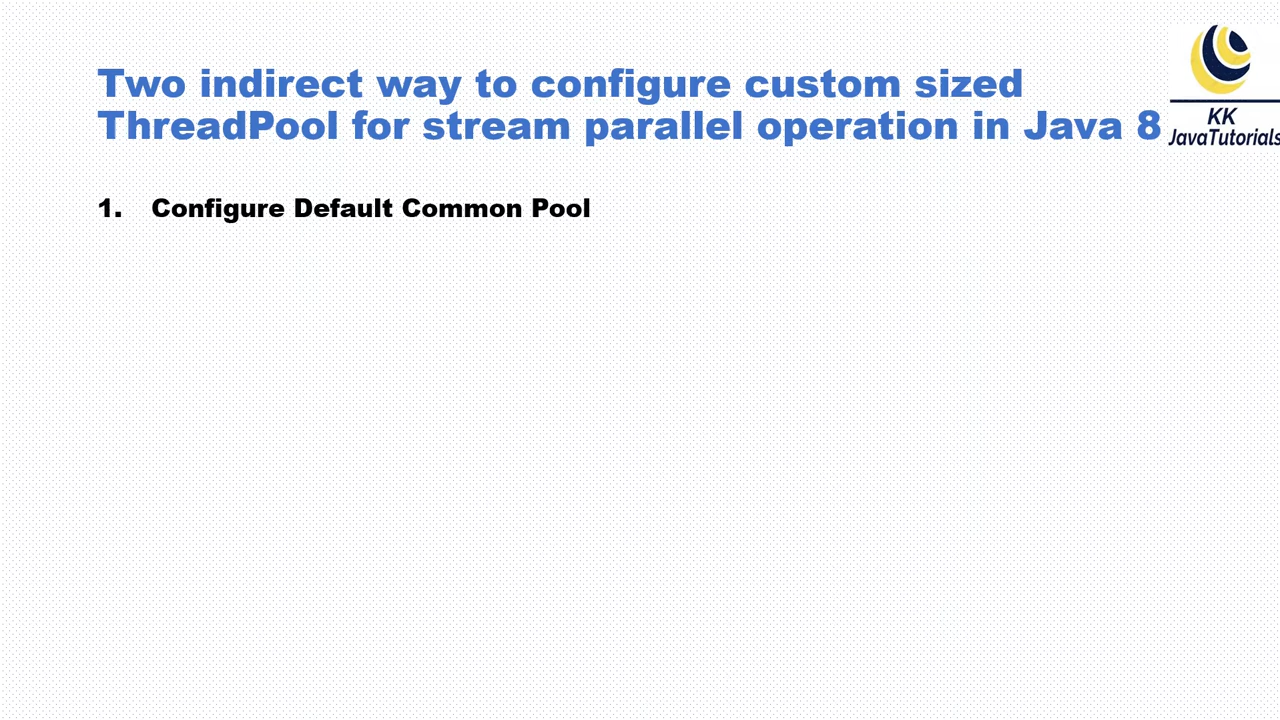 Two indirect way to configure custom sized
ThreadPool for stream parallel operation in Java 8
KK
JavaTutorials
1. Configure Default Common Pool